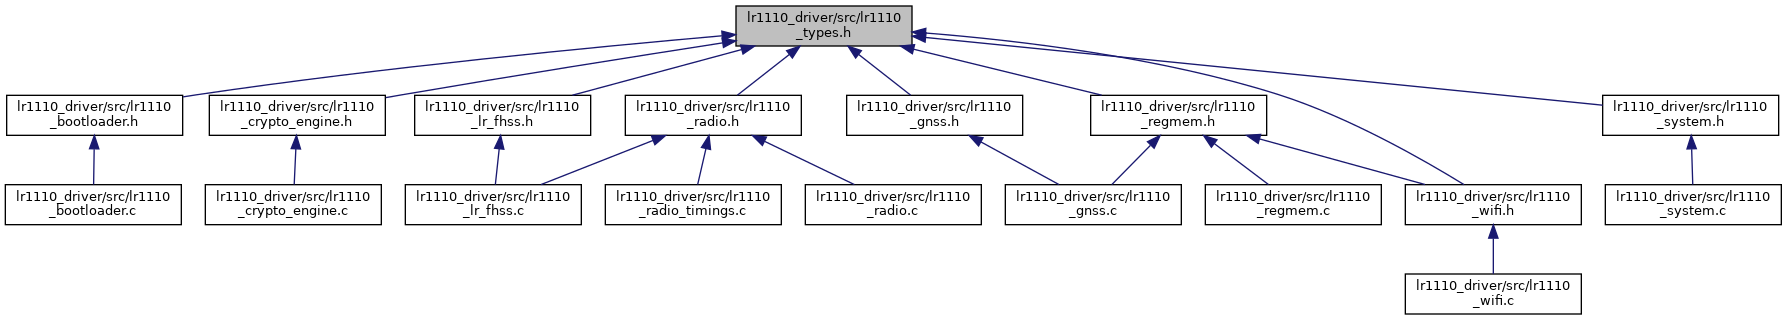 lr1110_driver/src/lr1110
_types.h
lr1110_driver/src/lr1110
_bootloader.h
lr1110_driver/src/lr1110
_crypto_engine.h
lr1110_driver/src/lr1110
_lr_fhss.h
lr1110_driver/src/lr1110
_radio.h
lr1110_driver/src/lr1110
_gnss.h
lr1110_driver/src/lr1110
_regmem.h
lr1110_driver/src/lr1110
_system.h
lr1110_driver/src/lr1110
_bootloader.c
lr1110_driver/src/lr1110
_crypto_engine.c
lr1110_driver/src/lr1110
_lr_fhss.c
lr1110_driver/src/lr1110
_radio_timings.c
lr1110_driver/src/lr1110
_radio.c
lr1110_driver/src/lr1110
_gnss.c
lr1110_driver/src/lr1110
_regmem.c
lr1110_driver/src/lr1110
_wifi.h
lr1110_driver/src/lr1110
_system.c
lr1110_driver/src/lr1110
_wifi.c